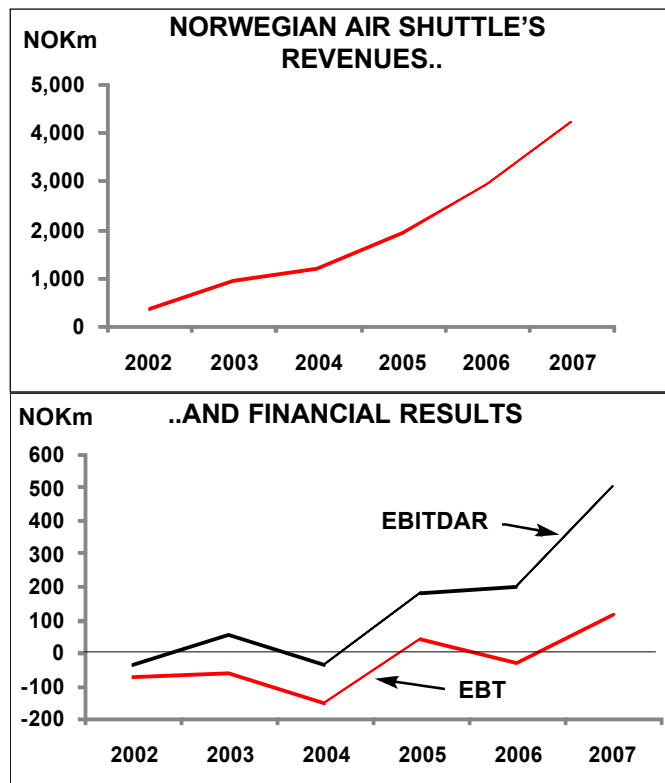 NORWEGIAN AIR SHUTTLE'S
REVENUES..
NOKm
5,000
4,000
3,000
2,000
1,000
0
2002 2003 2004 2005 2006 2007
..AND FINANCIAL RESULTS
NOKm
600
500
400
300
200
100
0
-100
-200
EBITDAR
EBT
2002 2003 2004 2005 2006 2007